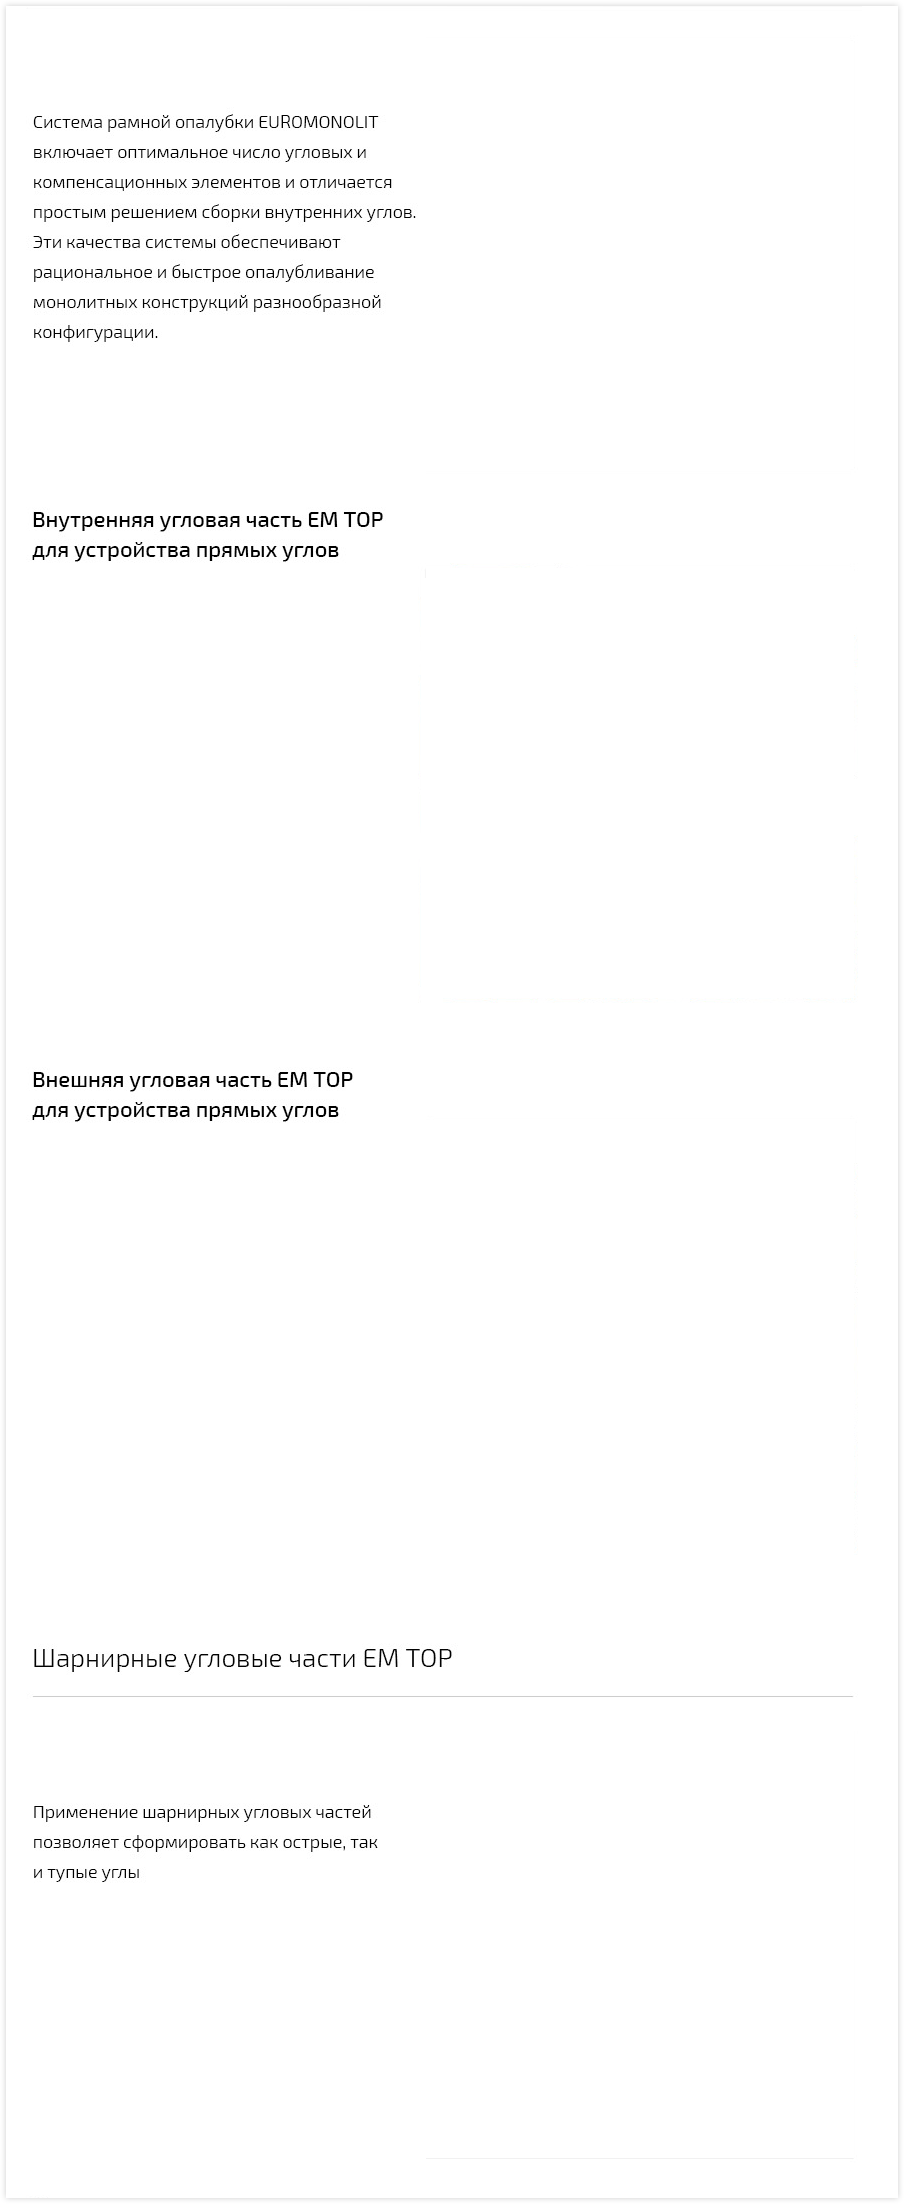 Система рамной опалубки EUROMONOLIT
включает оптимальное число угловых и
компенсационных элементов и отличается
простым решением сборки внутренних углов.
Эти качества системы обеспечивают
рациональное и быстрое опалубливание
монолитных конструкций разнообразной
конфигурации.
Внутренняя угловая часть EM TOP
для устройства прямых углов
Внешняя угловая часть EM TOP
для устройства прямых углов
Шарнирные угловые части EM TOP
Применение шарнирных угловых частей
позволяет сформировать как острые, так
и тупые углы